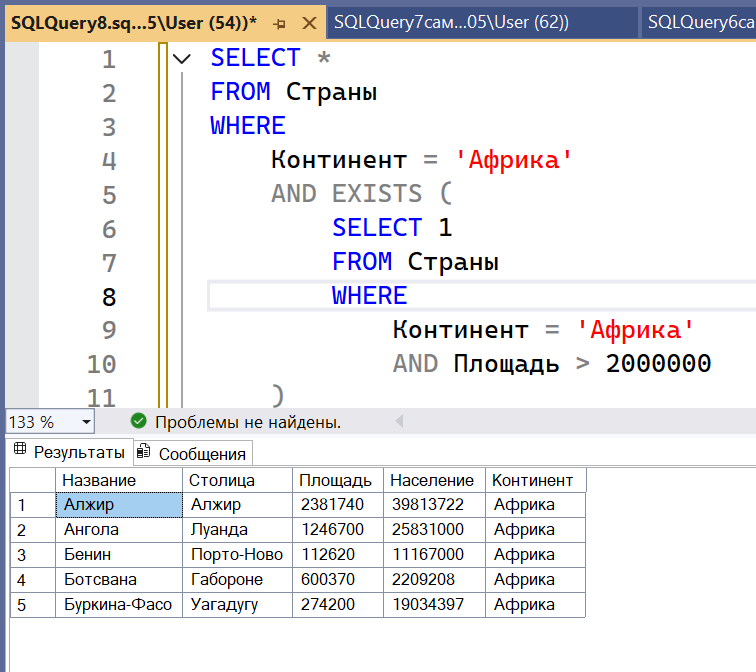 SQLQuery8.sq...5\User (54))* SQLQuery7сам...05\User (62)) SQLQuery6са
1 SELECT *
2 FROM Страны
3 WHERE
4 Континент = 'Африка'
5 AND EXISTS (
6 SELECT 1
7 FROM Страны
8 WHERE
9 Континент = 'Африка'
10 AND Площадь > 2000000
11 )
133 % Проблемы не найдены.
Результаты Сообщения
Название Столица Площадь Население Континент
1 Алжир Алжир 2381740 39813722 Африка
2 Ангола Луанда 1246700 25831000 Африка
3 Бенин Порто-Ново 112620 11167000 Африка
4 Ботсвана Габороне 600370 2209208 Африка
5 Буркина-Фасо Уагадугу 274200 19034397 Африка